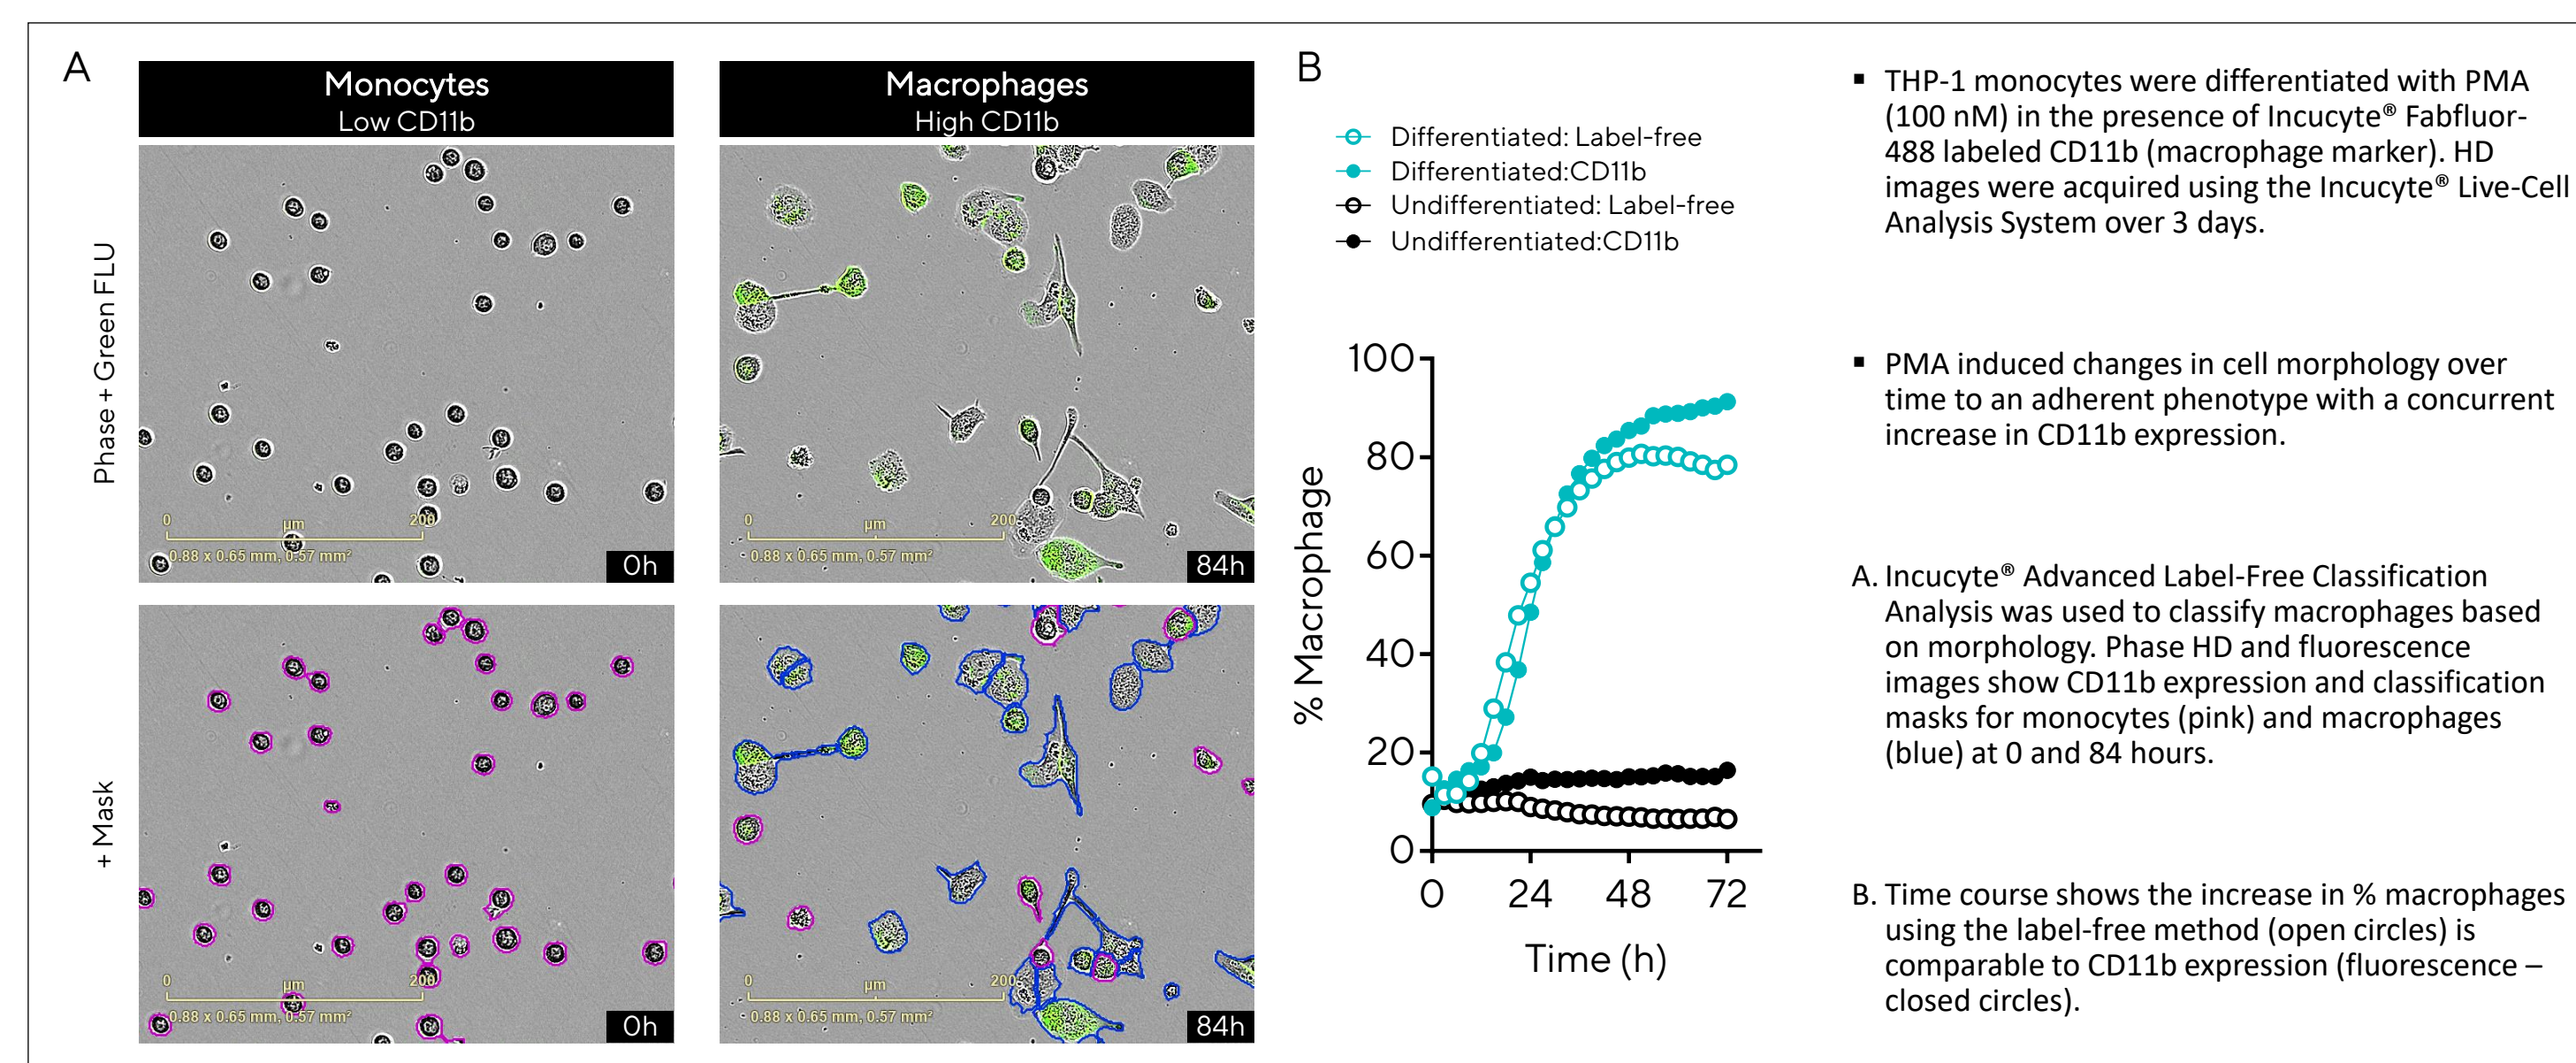 A
Monocytes
Low CD11b
Macrophages
High CD11b
Phase + Green FLU
0
µm
200
0.88 x 0.65 mm, 0.57 mm²
0h
0
µm
200
0.88 x 0.65 mm, 0.57 mm²
84h
+ Mask
0
µm
200
0.88 x 0.65 mm, 0.57 mm²
0h
0
µm
200
0.88 x 0.65 mm, 0.57 mm²
84h
B
Differentiated: Label-free
Differentiated:CD11b
Undifferentiated: Label-free
Undifferentiated:CD11b
% Macrophage
100
80
60
40
20
0
0 24 48 72
Time (h)
▪ THP-1 monocytes were differentiated with PMA
(100 nM) in the presence of Incucyte® Fabfluor-
488 labeled CD11b (macrophage marker). HD
images were acquired using the Incucyte® Live-Cell
Analysis System over 3 days.
▪ PMA induced changes in cell morphology over
time to an adherent phenotype with a concurrent
increase in CD11b expression.
A. Incucyte® Advanced Label-Free Classification
Analysis was used to classify macrophages based
on morphology. Phase HD and fluorescence
images show CD11b expression and classification
masks for monocytes (pink) and macrophages
(blue) at 0 and 84 hours.
B. Time course shows the increase in % macrophages
using the label-free method (open circles) is
comparable to CD11b expression (fluorescence –
closed circles).